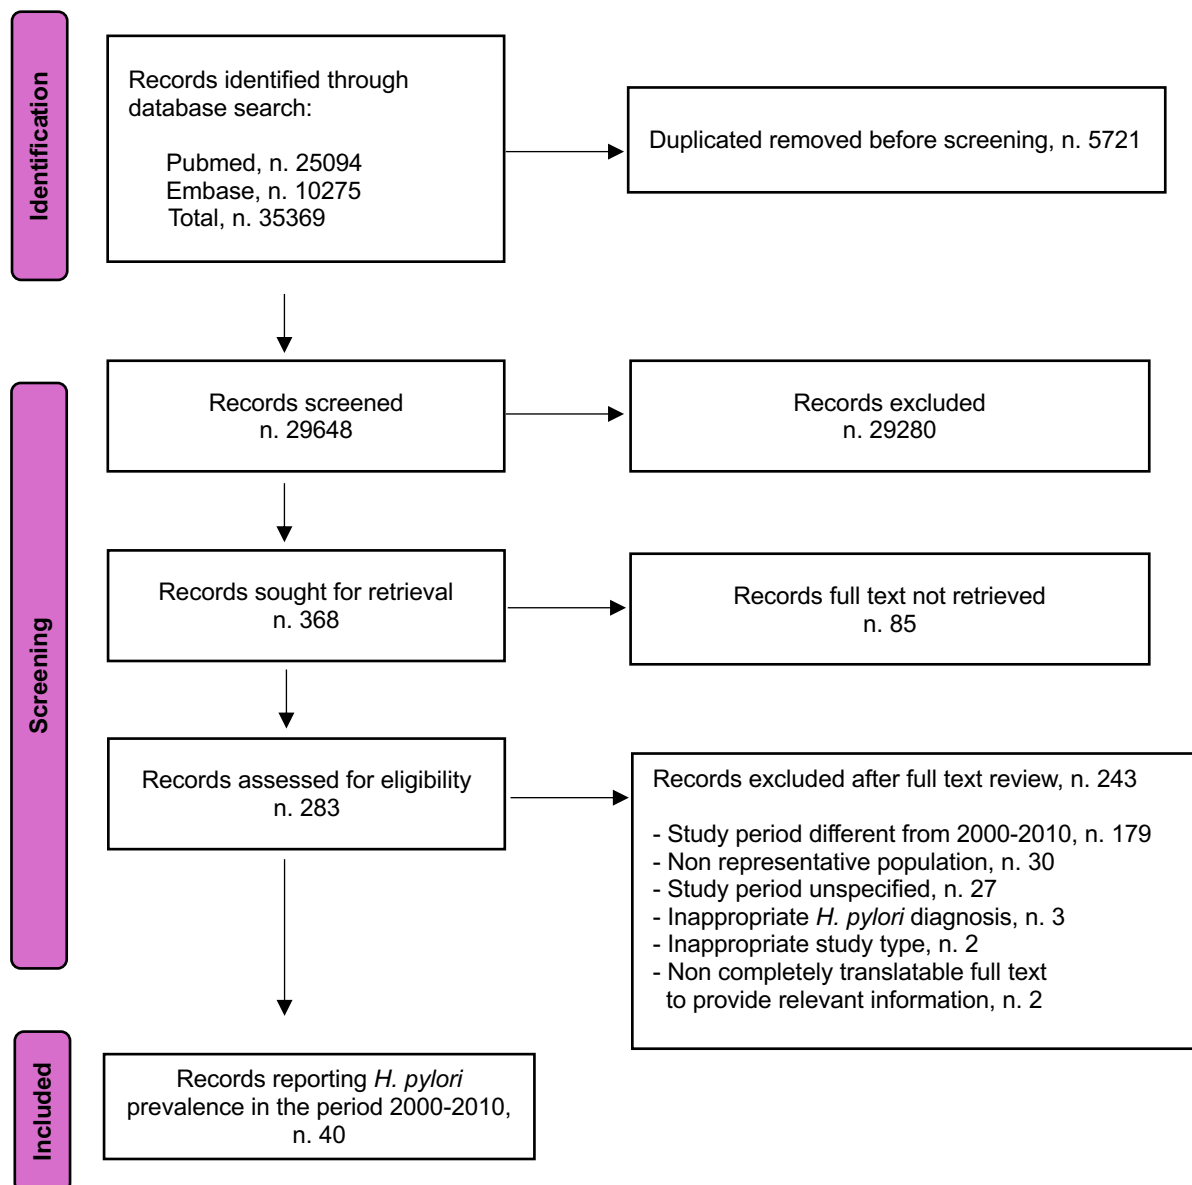 Identification
Records identified through
database search:
Pubmed, n. 25094
Embase, n. 10275
Total, n. 35369
Duplicated removed before screening, n. 5721
Screening
Records screened
n. 29648
Records excluded
n. 29280
Records sought for retrieval
n. 368
Records full text not retrieved
n. 85
Records assessed for eligibility
n. 283
Records excluded after full text review, n. 243
- Study period different from 2000-2010, n. 179
- Non representative population, n. 30
- Study period unspecified, n. 27
- Inappropriate H. pylori diagnosis, n. 3
- Inappropriate study type, n. 2
- Non completely translatable full text
to provide relevant information, n. 2
Included
Records reporting H. pylori
prevalence in the period 2000-2010,
n. 40